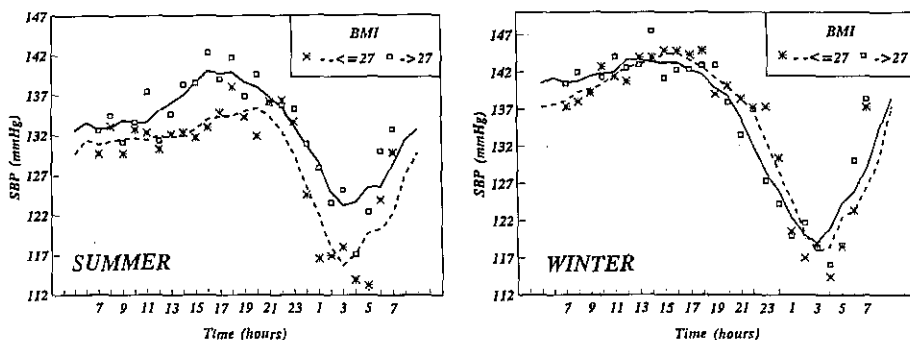 147
142
137
132
127
122
117
112
SBP (mmHg)
BMI
<=27
->27
SUMMER
7 9 11 13 15 17 19 21 23 1 3 5 7
Time (hours)
147
142
137
132
127
122
117
112
SBP (mmHg)
BMI
<=27
->27
WINTER
7 9 11 13 15 17 19 21 23 1 3 5 7
Time (hours)